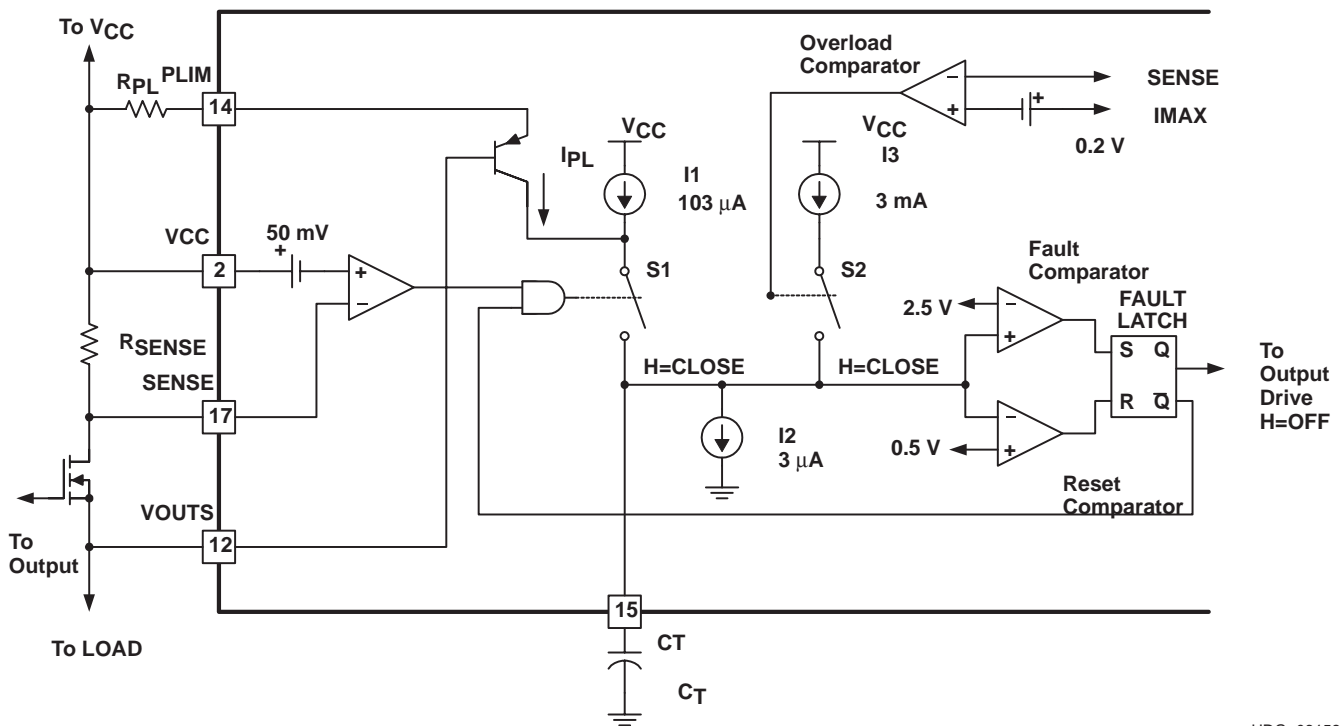 To VCC
RPL
PLIM
14
Overload
Comparator
−
+
+
SENSE
IMAX
0.2 V
VCC
IPL
I1
103 µA
VCC
I3
3 mA
VCC
2
50 mV
+
+
−
S1
S2
Fault
Comparator
2.5 V
−
+
FAULT
LATCH
S Q
R Q̅
To
Output
Drive
H=OFF
RSENSE
SENSE
17
H=CLOSE
H=CLOSE
I2
3 µA
0.5 V
−
+
Reset
Comparator
VOUTS
12
To
Output
15
CT
CT
To LOAD